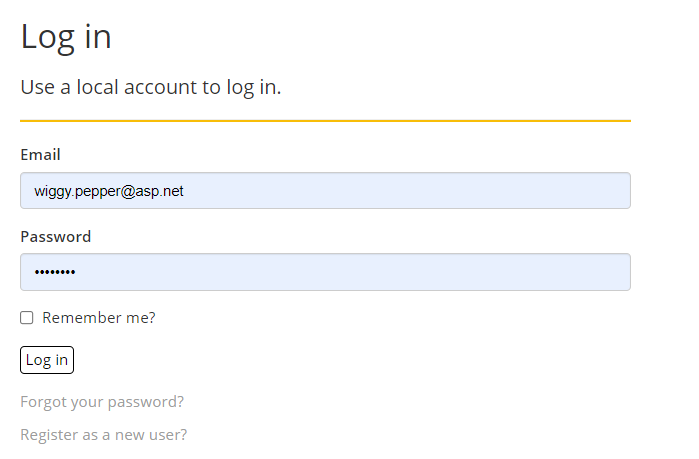 Log in
Use a local account to log in.
Email
wiggy.pepper@asp.net
Password
••••••••
Remember me?
Log in
Forgot your password?
Register as a new user?